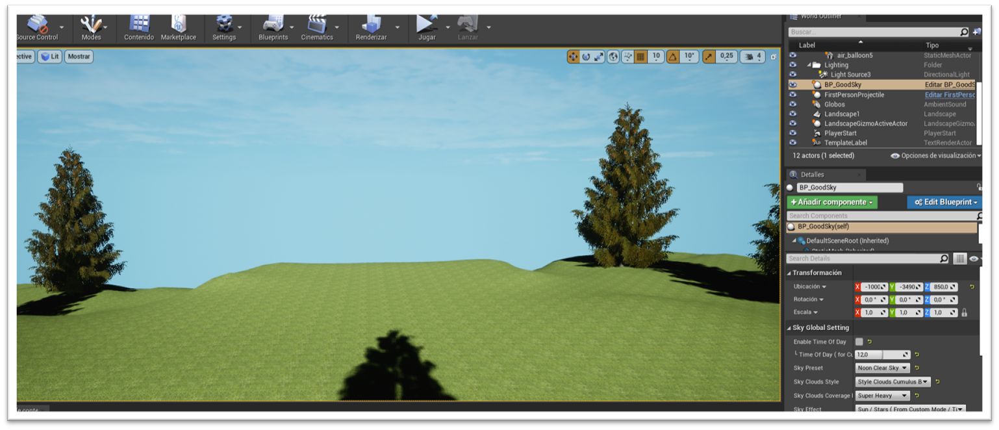 Source Control Modes Contenido Marketplace Settings Blueprints Cinematics Renderizar Jugar Lanzar
ective Lit Mostrar 10 10° 0,25 4
World Outliner
Buscar...
Label Tipo
air_balloon5 StaticMeshActor
Lighting Folder
Light Source3 DirectionalLight
BP_GoodSky Editar BP_GoodS
FirstPersonProjectile Editar FirstPerso
Globos AmbientSound
Landscape1 Landscape
LandscapeGizmoActiveActor LandscapeGizmo
PlayerStart PlayerStart
TemplateLabel TextRenderActor
12 actors (1 selected) Opciones de visualización
Detalles
BP_GoodSky
+ Añadir componente Edit Blueprint
Search Components
BP_GoodSky(self)
DefaultSceneRoot (Inherited)
StaticMesh (Inherited)
Search Details
Transformación
Ubicación X -1000 Y -3490 Z 850,0
Rotación X 0,0 ° Y 0,0 ° Z 0,0 °
Escala X 1,0 Y 1,0 Z 1,0
Sky Global Setting
Enable Time Of Day
Time Of Day ( for Cu 12,0
Sky Preset Noon Clear Sky
Sky Clouds Style Style Clouds Cumulus B
Sky Clouds Coverage Super Heavy
Sky Effect Sun / Stars ( From Custom Mode / Ti
e conte